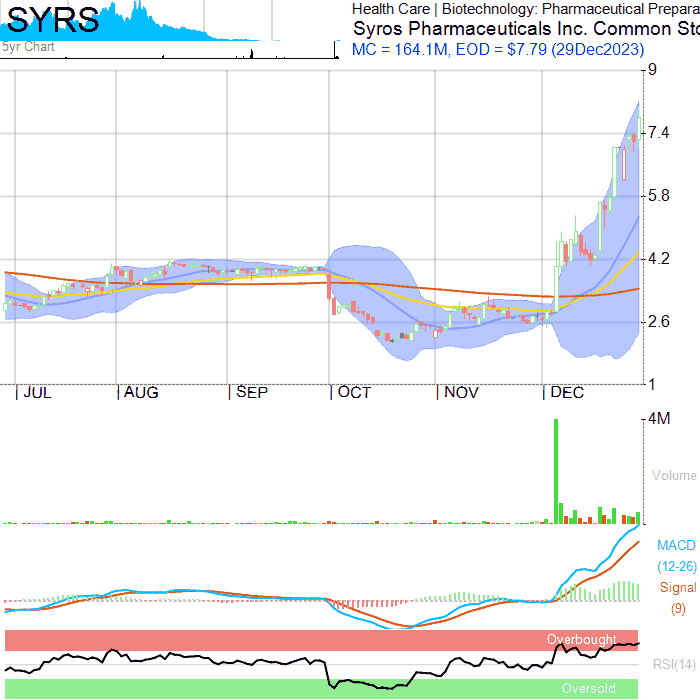 SYRS
Health Care | Biotechnology: Pharmaceutical Prepara
Syros Pharmaceuticals Inc. Common Sto
5yr Chart
MC = 164.1M, EOD = $7.79 (29Dec2023)
9
7.4
5.8
4.2
2.6
1
JUL AUG SEP OCT NOV DEC
4M
Volume
MACD
(12-26)
Signal
(9)
Overbought
RSI(14)
Oversold